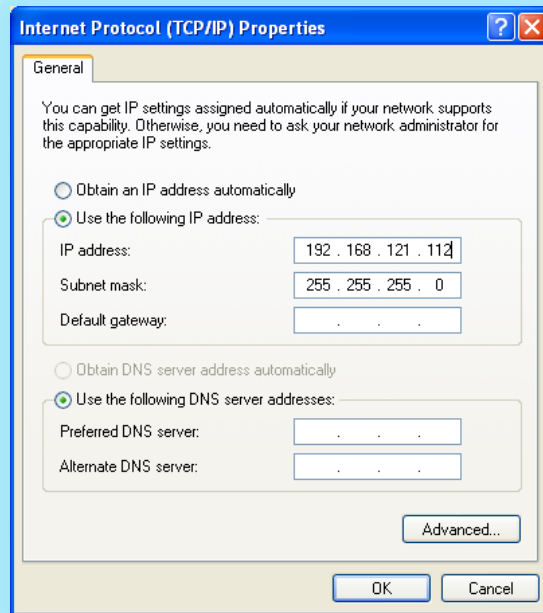 Internet Protocol (TCP/IP) Properties
General
You can get IP settings assigned automatically if your network supports
this capability. Otherwise, you need to ask your network administrator for
the appropriate IP settings.
Obtain an IP address automatically
Use the following IP address:
IP address: 192 . 168 . 121 . 112
Subnet mask: 255 . 255 . 255 . 0
Default gateway: . . .
Obtain DNS server address automatically
Use the following DNS server addresses:
Preferred DNS server: . . .
Alternate DNS server: . . .
Advanced...
OK Cancel